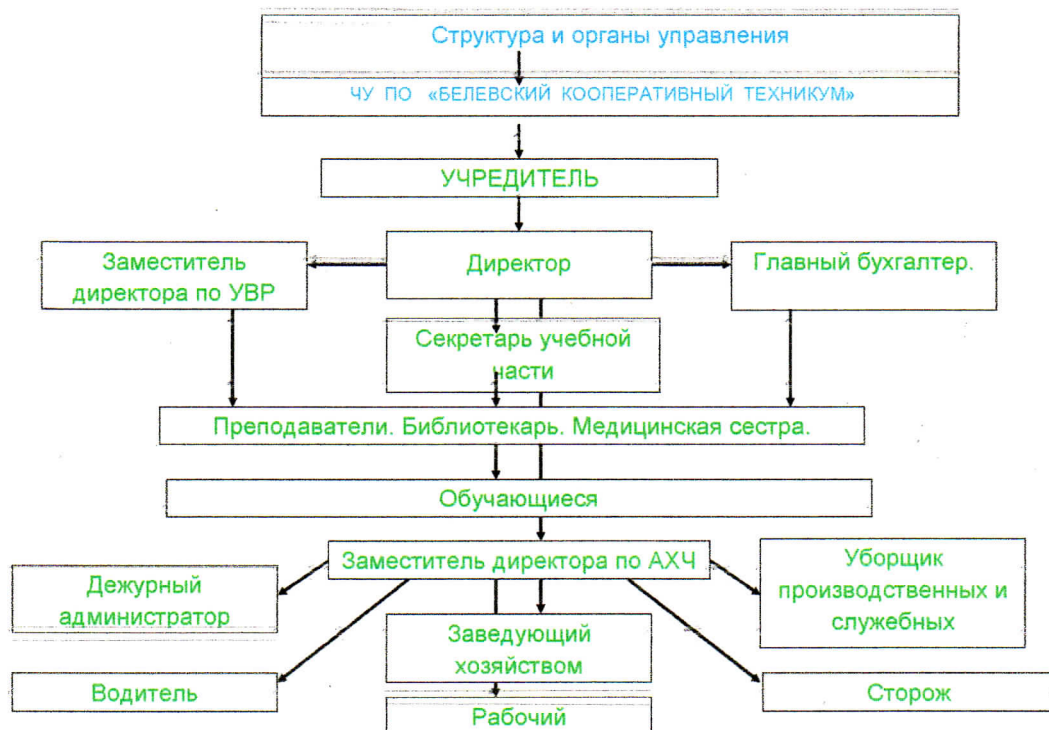 Структура и органы управления
ЧУ ПО «БЕЛЕВСКИЙ КООПЕРАТИВНЫЙ ТЕХНИКУМ»
УЧРЕДИТЕЛЬ
Заместитель
директора по УВР
Директор
Главный бухгалтер.
Секретарь учебной
части
Преподаватели. Библиотекарь. Медицинская сестра.
Обучающиеся
Заместитель директора по АХЧ
Дежурный
администратор
Уборщик
производственных и
служебных
Заведующий
хозяйством
Водитель
Рабочий
Сторож